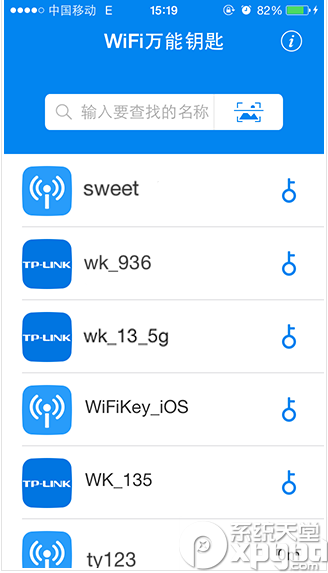 中国移动 E 15:19 82%
WiFi万能钥匙
输入要查找的名称
sweet
TP-LINK wk_936
TP-LINK wk_13_5g
WiFiKey_iOS
TP-LINK WK_135
ty123
系统天堂